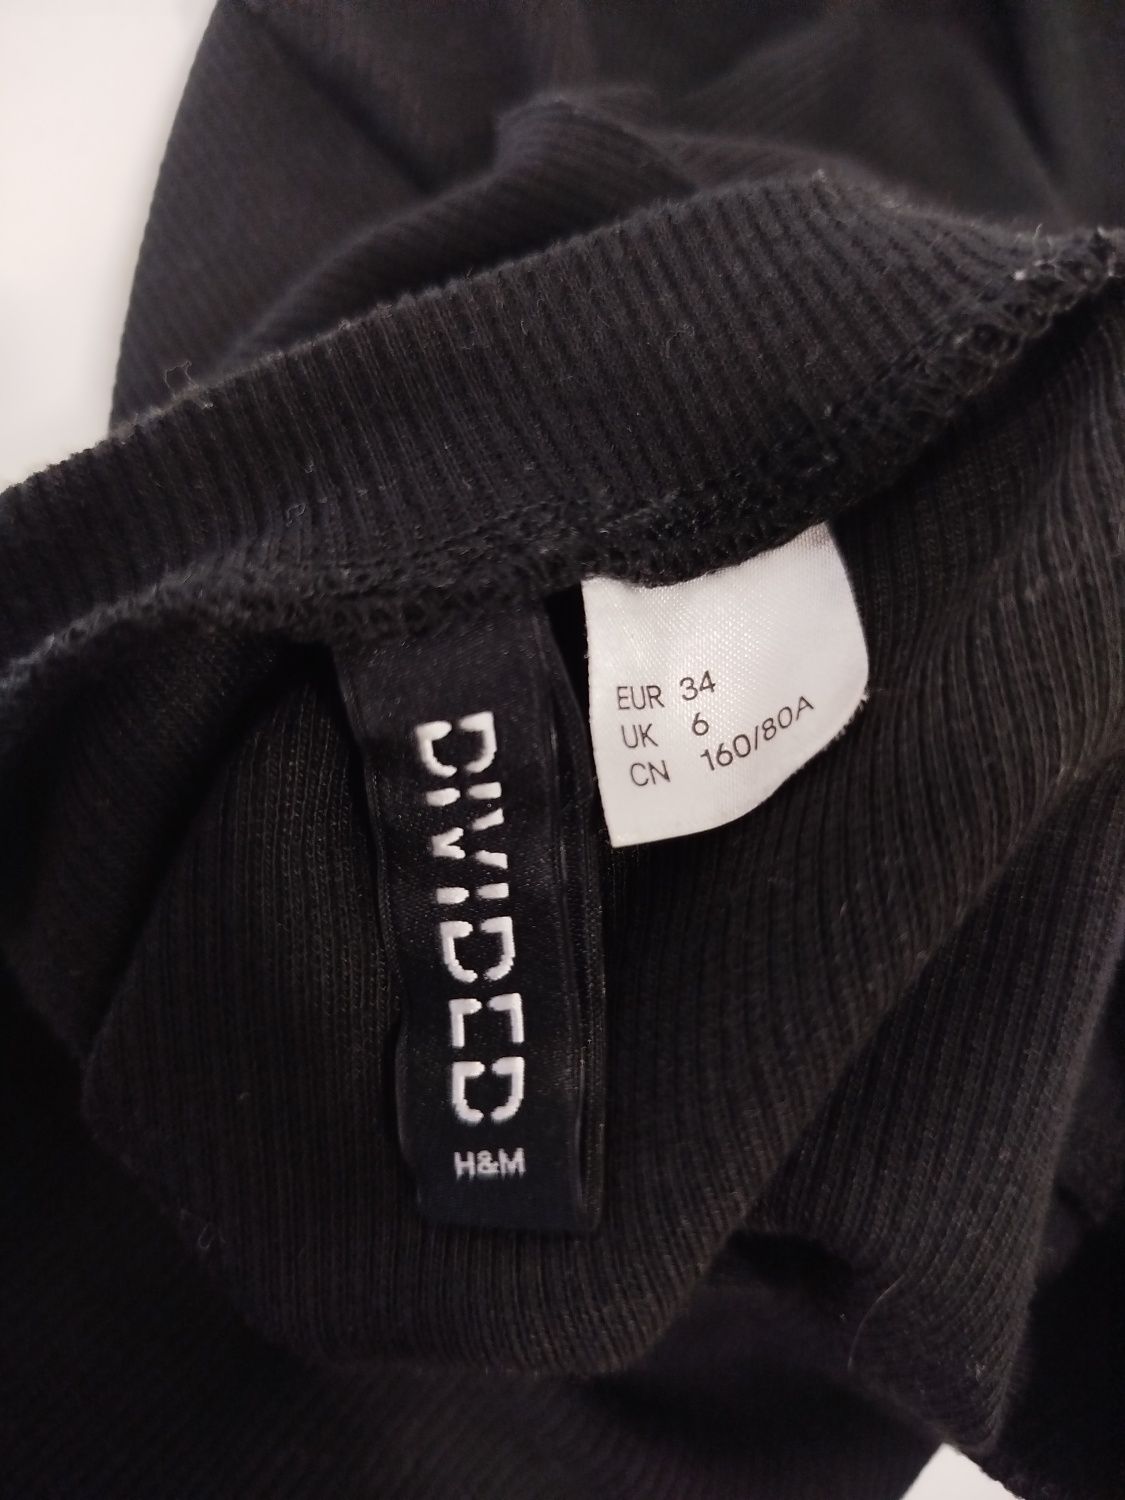 DIVIDED
H&M
EUR 34
UK 6
CN 160/80A